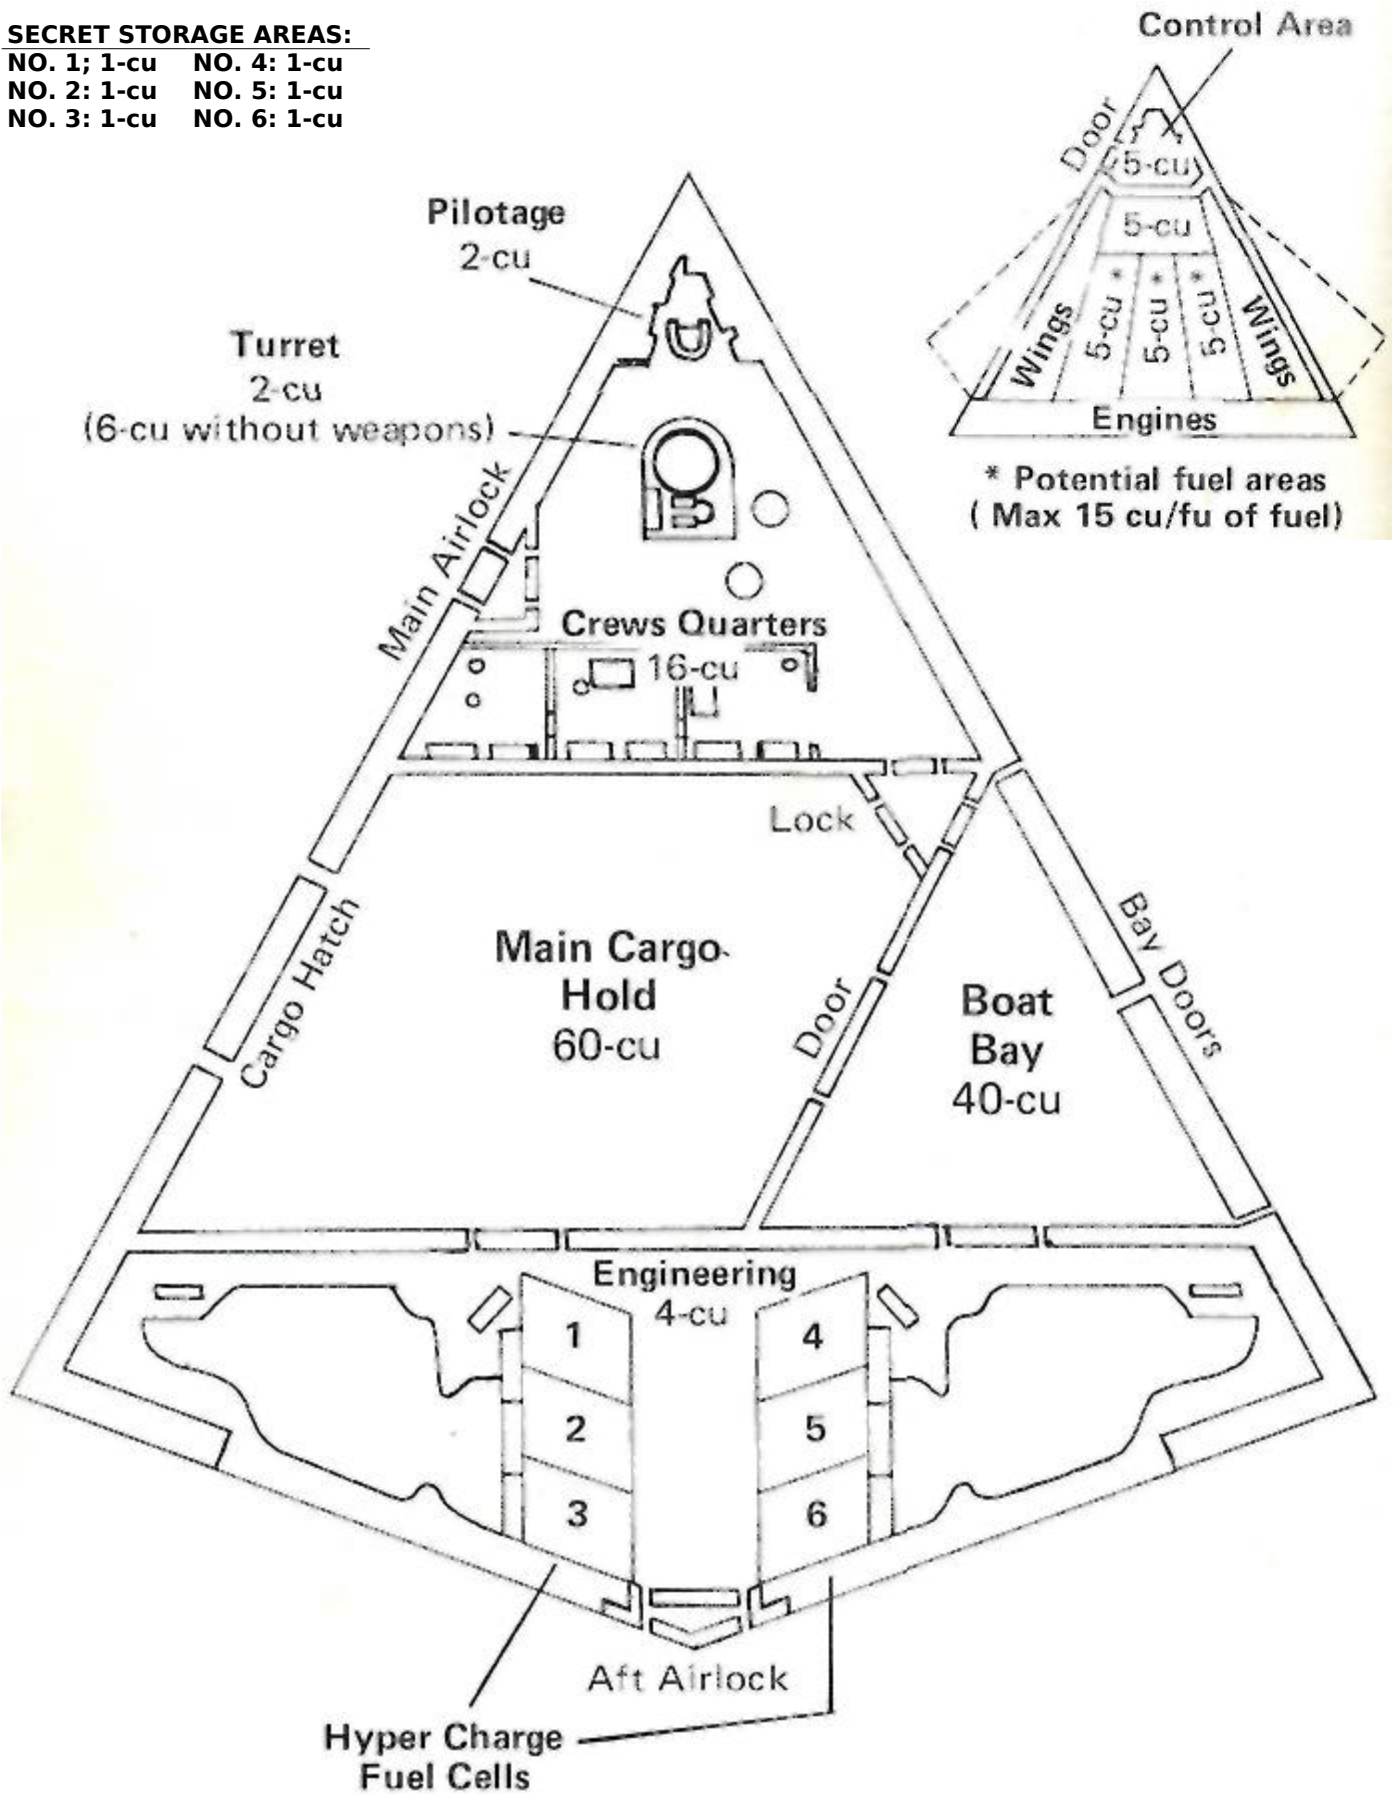 SECRET STORAGE AREAS:
NO. 1; 1-cu NO. 4: 1-cu
NO. 2: 1-cu NO. 5: 1-cu
NO. 3: 1-cu NO. 6: 1-cu
Control Area
Door
5-cu
5-cu
5-cu *
5-cu *
5-cu *
Wings
Wings
Engines
* Potential fuel areas
( Max 15 cu/fu of fuel)
Pilotage
2-cu
Turret
2-cu
(6-cu without weapons)
Main Airlock
Crews Quarters
16-cu
Lock
Cargo Hatch
Main Cargo
Hold
60-cu
Door
Boat
Bay
40-cu
Bay Doors
Engineering
4-cu
1
2
3
4
5
6
Aft Airlock
Hyper Charge
Fuel Cells